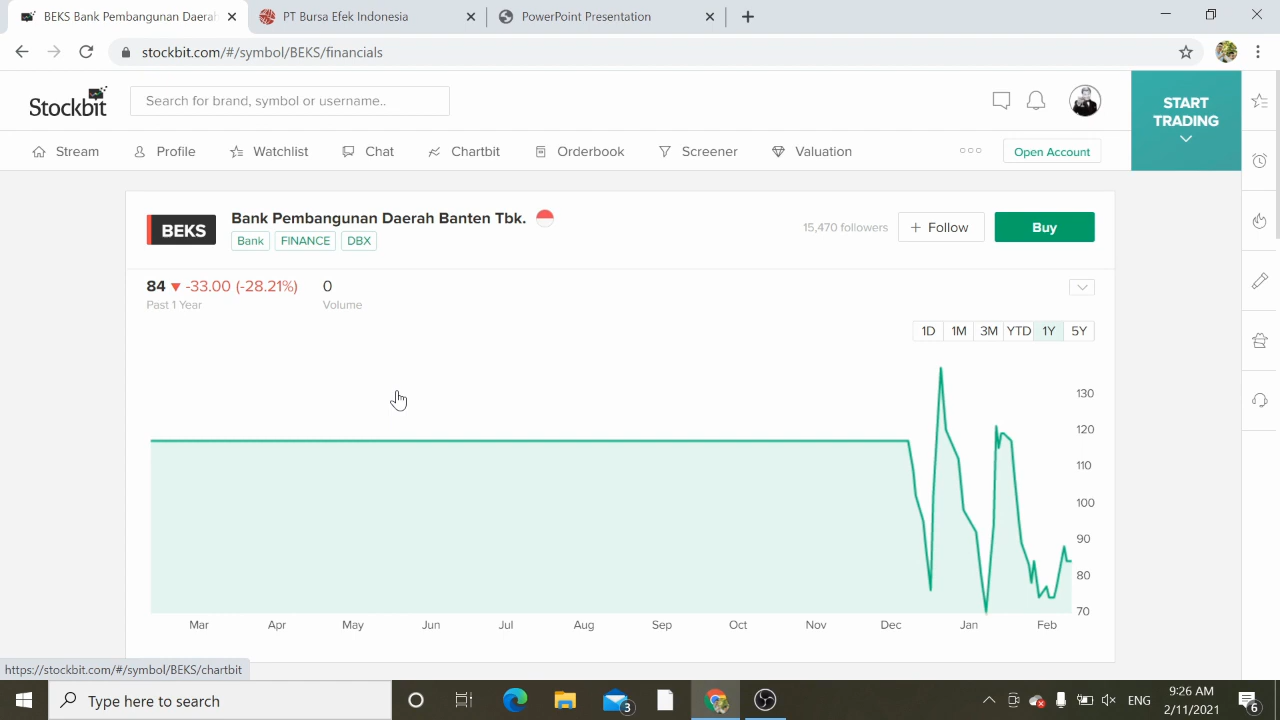 BEKS Bank Pembangunan Daerah
PT Bursa Efek Indonesia
PowerPoint Presentation
stockbit.com/#/symbol/BEKS/financials
Stockbit
Search for brand, symbol or username..
START TRADING
Stream
Profile
Watchlist
Chat
Chartbit
Orderbook
Screener
Valuation
Open Account
BEKS
Bank Pembangunan Daerah Banten Tbk.
Bank
FINANCE
DBX
15,470 followers
+ Follow
Buy
84 ▼ -33.00 (-28.21%)
0
Past 1 Year
Volume
1D
1M
3M
YTD
1Y
5Y
130
120
110
100
90
80
70
Mar
Apr
May
Jun
Jul
Aug
Sep
Oct
Nov
Dec
Jan
Feb
https://stockbit.com/#/symbol/BEKS/chartbit
Type here to search
3
ENG
9:26 AM
2/11/2021
6